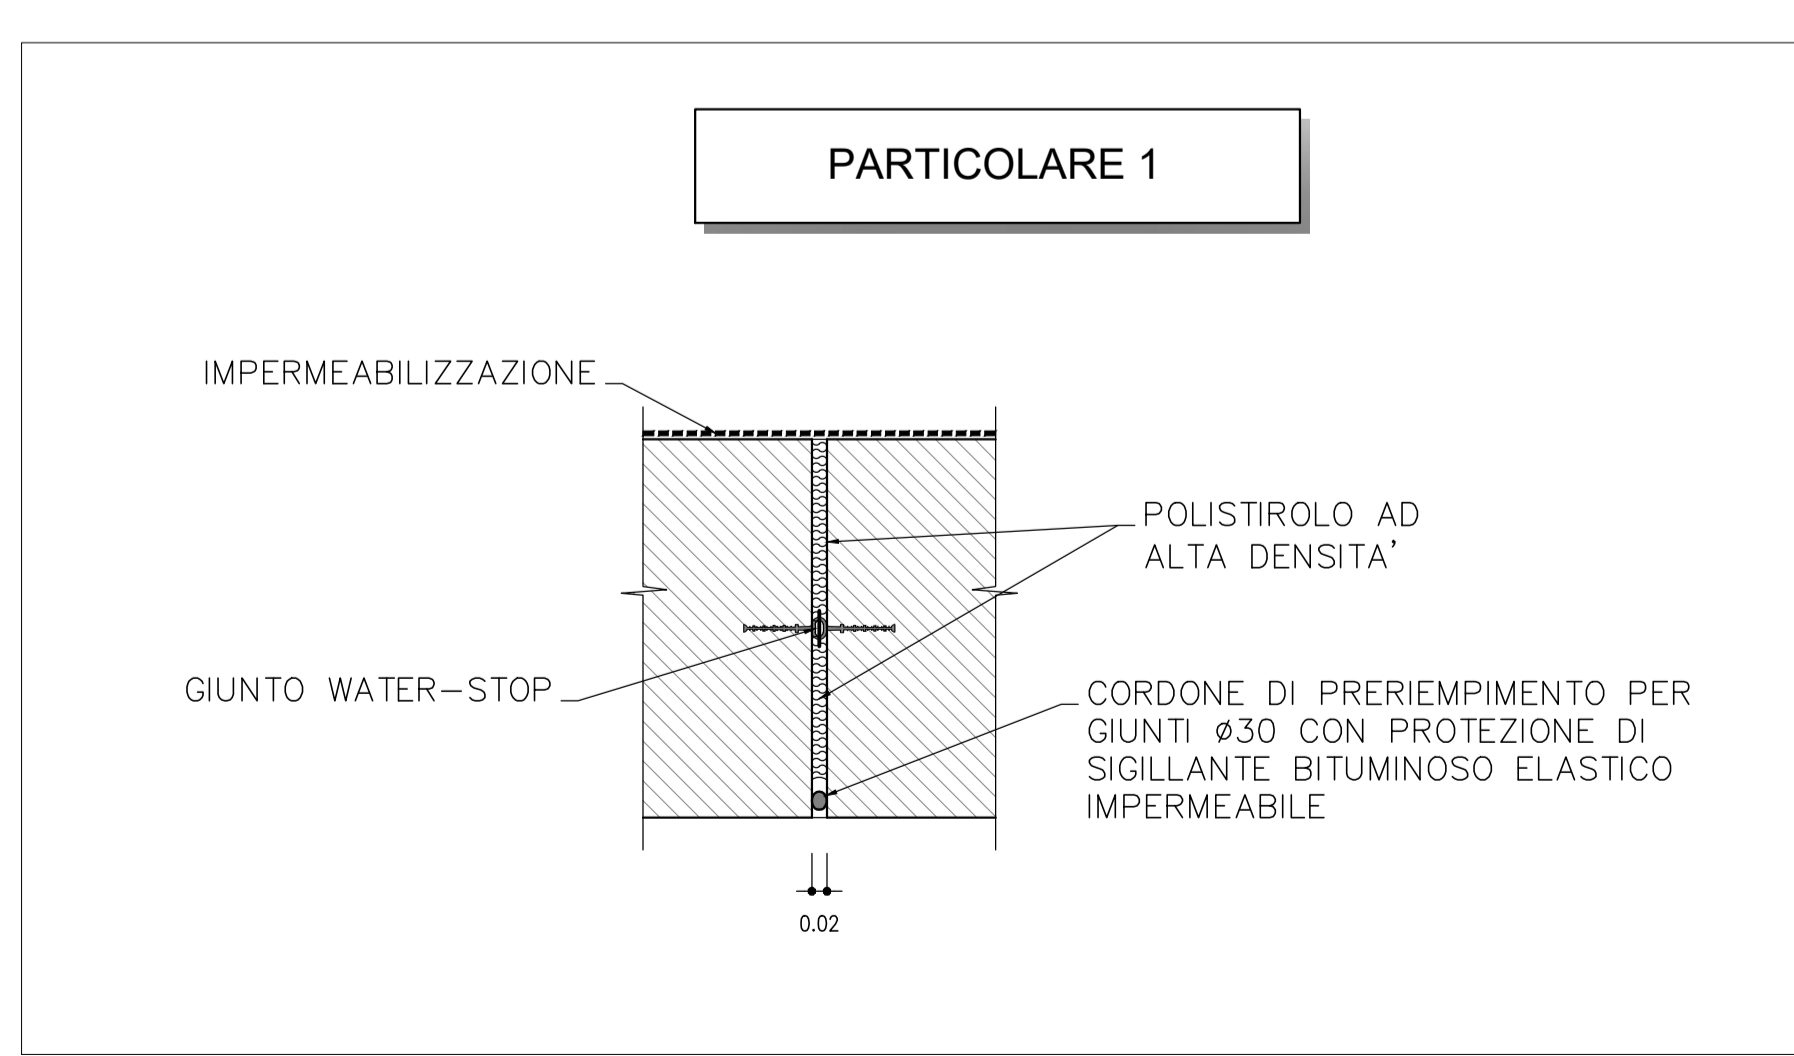 PARTICOLARE 1
IMPERMEABILIZZAZIONE
POLISTIROLO AD
ALTA DENSITA'
GIUNTO WATER-STOP
CORDONE DI PRERIEMPIMENTO PER
GIUNTI ø30 CON PROTEZIONE DI
SIGILLANTE BITUMINOSO ELASTICO
IMPERMEABILE
0.02